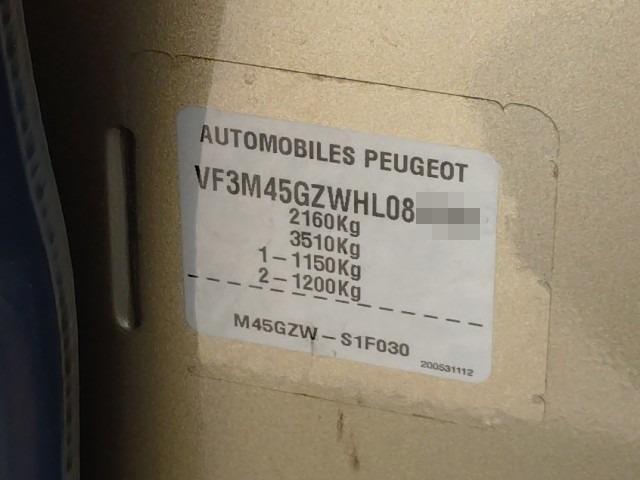 AUTOMOBILES PEUGEOT
VF3M45GZWHL08
2160Kg
3510Kg
1-1150Kg
2-1200Kg
M45GZW-S1F030
200531112